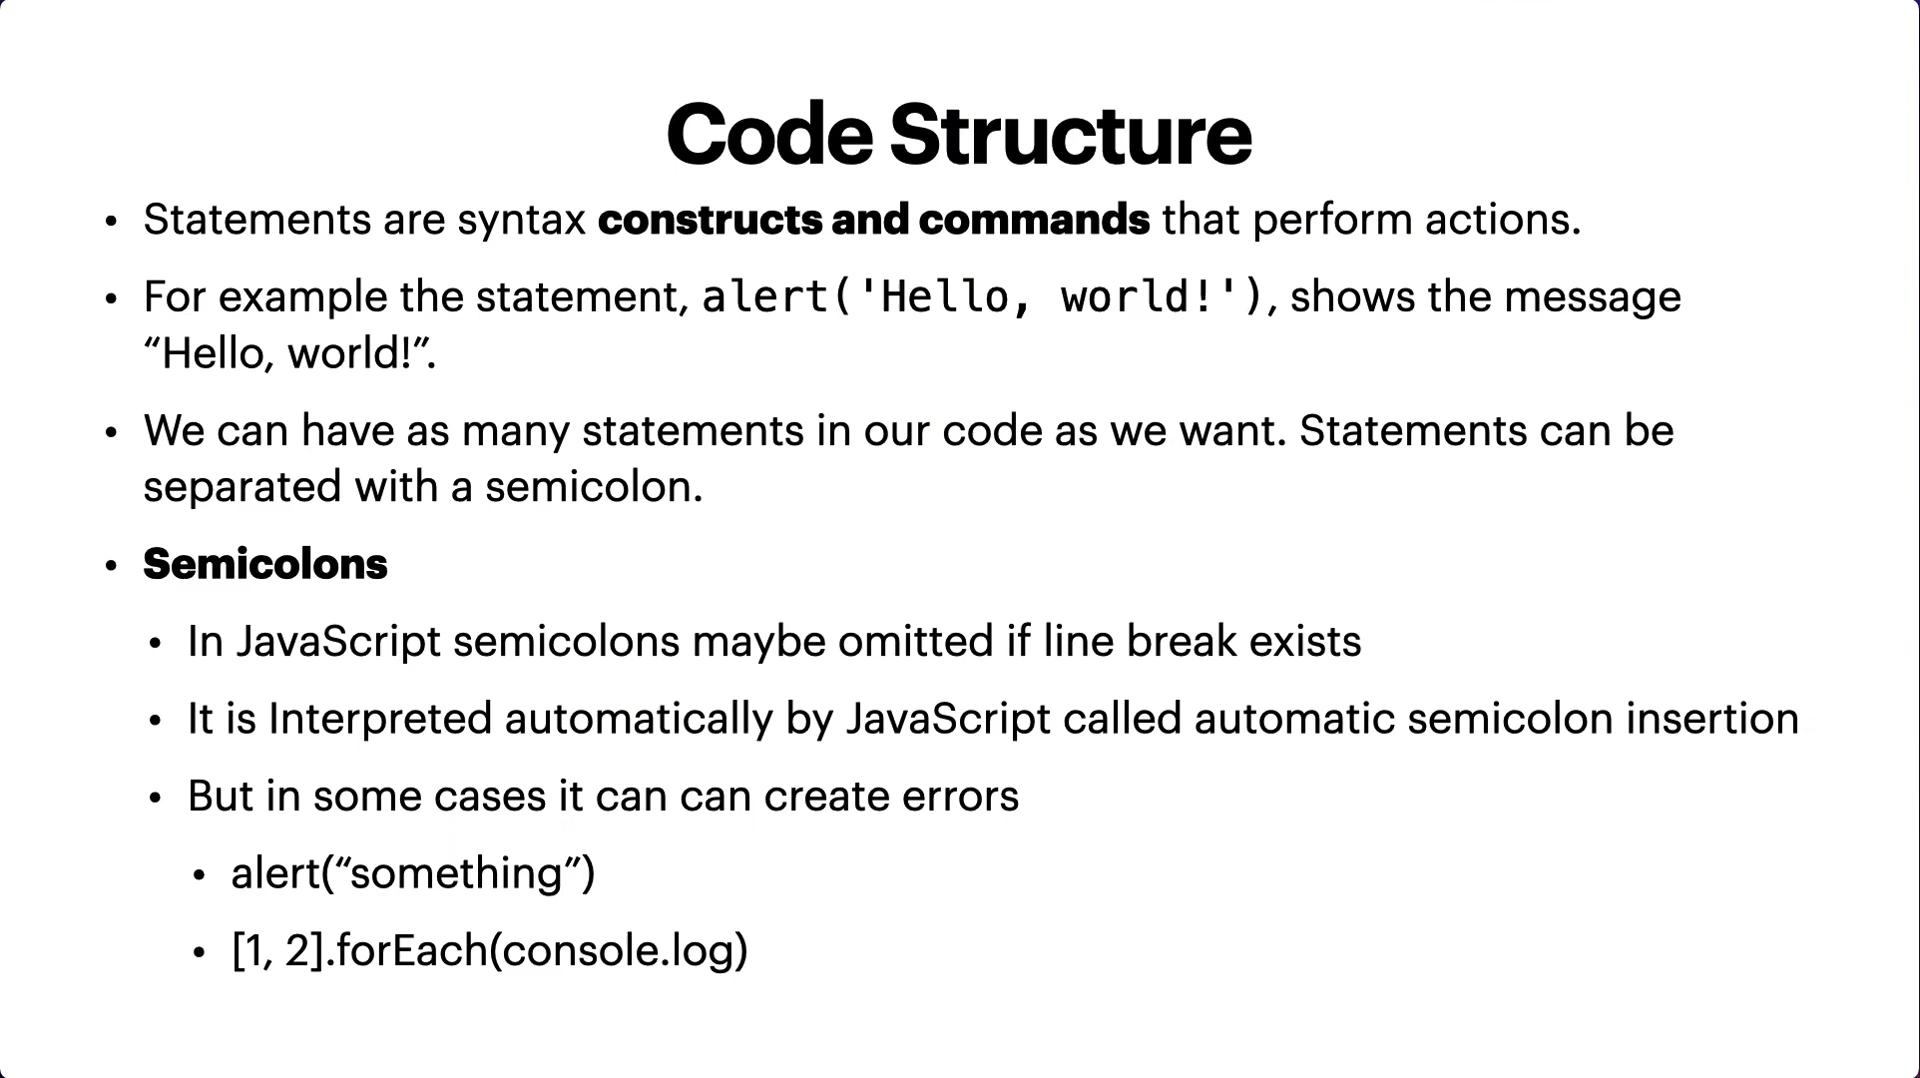 Code Structure
• Statements are syntax constructs and commands that perform actions.
• For example the statement, alert('Hello, world!'), shows the message
“Hello, world!”.
• We can have as many statements in our code as we want. Statements can be
separated with a semicolon.
• Semicolons
• In JavaScript semicolons maybe omitted if line break exists
• It is Interpreted automatically by JavaScript called automatic semicolon insertion
• But in some cases it can can create errors
• alert(“something”)
• [1, 2].forEach(console.log)